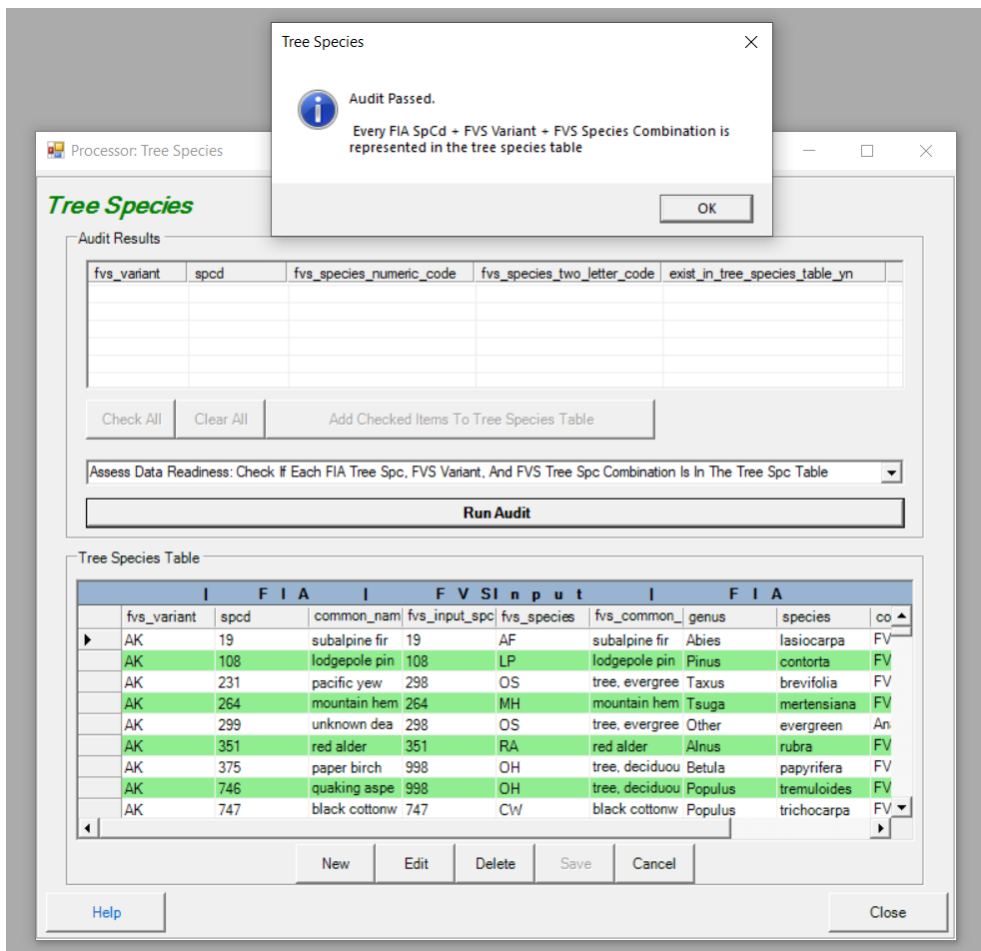 Tree Species
Audit Passed.
Every FIA SpCd + FVS Variant + FVS Species Combination is
represented in the tree species table
OK
Processor: Tree Species
Tree Species
Audit Results
fvs_variant spcd fvs_species_numeric_code fvs_species_two_letter_code exist_in_tree_species_table_yn
Check All Clear All Add Checked Items To Tree Species Table
Assess Data Readiness: Check If Each FIA Tree Spc, FVS Variant, And FVS Tree Spc Combination Is In The Tree Spc Table
Run Audit
Tree Species Table
| F I A | F V S I n p u t | F I A
fvs_variant spcd common_nam fvs_input_spc fvs_species fvs_common_ genus species co
AK 19 subalpine fir 19 AF subalpine fir Abies lasiocarpa FV
AK 108 lodgepole pin 108 LP lodgepole pin Pinus contorta FV
AK 231 pacific yew 298 OS tree, evergree Taxus brevifolia FV
AK 264 mountain hem 264 MH mountain hem Tsuga mertensiana FV
AK 299 unknown dea 298 OS tree, evergree Other evergreen An
AK 351 red alder 351 RA red alder Alnus rubra FV
AK 375 paper birch 998 OH tree, deciduou Betula papyrifera FV
AK 746 quaking aspe 998 OH tree, deciduou Populus tremuloides FV
AK 747 black cottonw 747 CW black cottonw Populus trichocarpa FV
New Edit Delete Save Cancel
Help Close